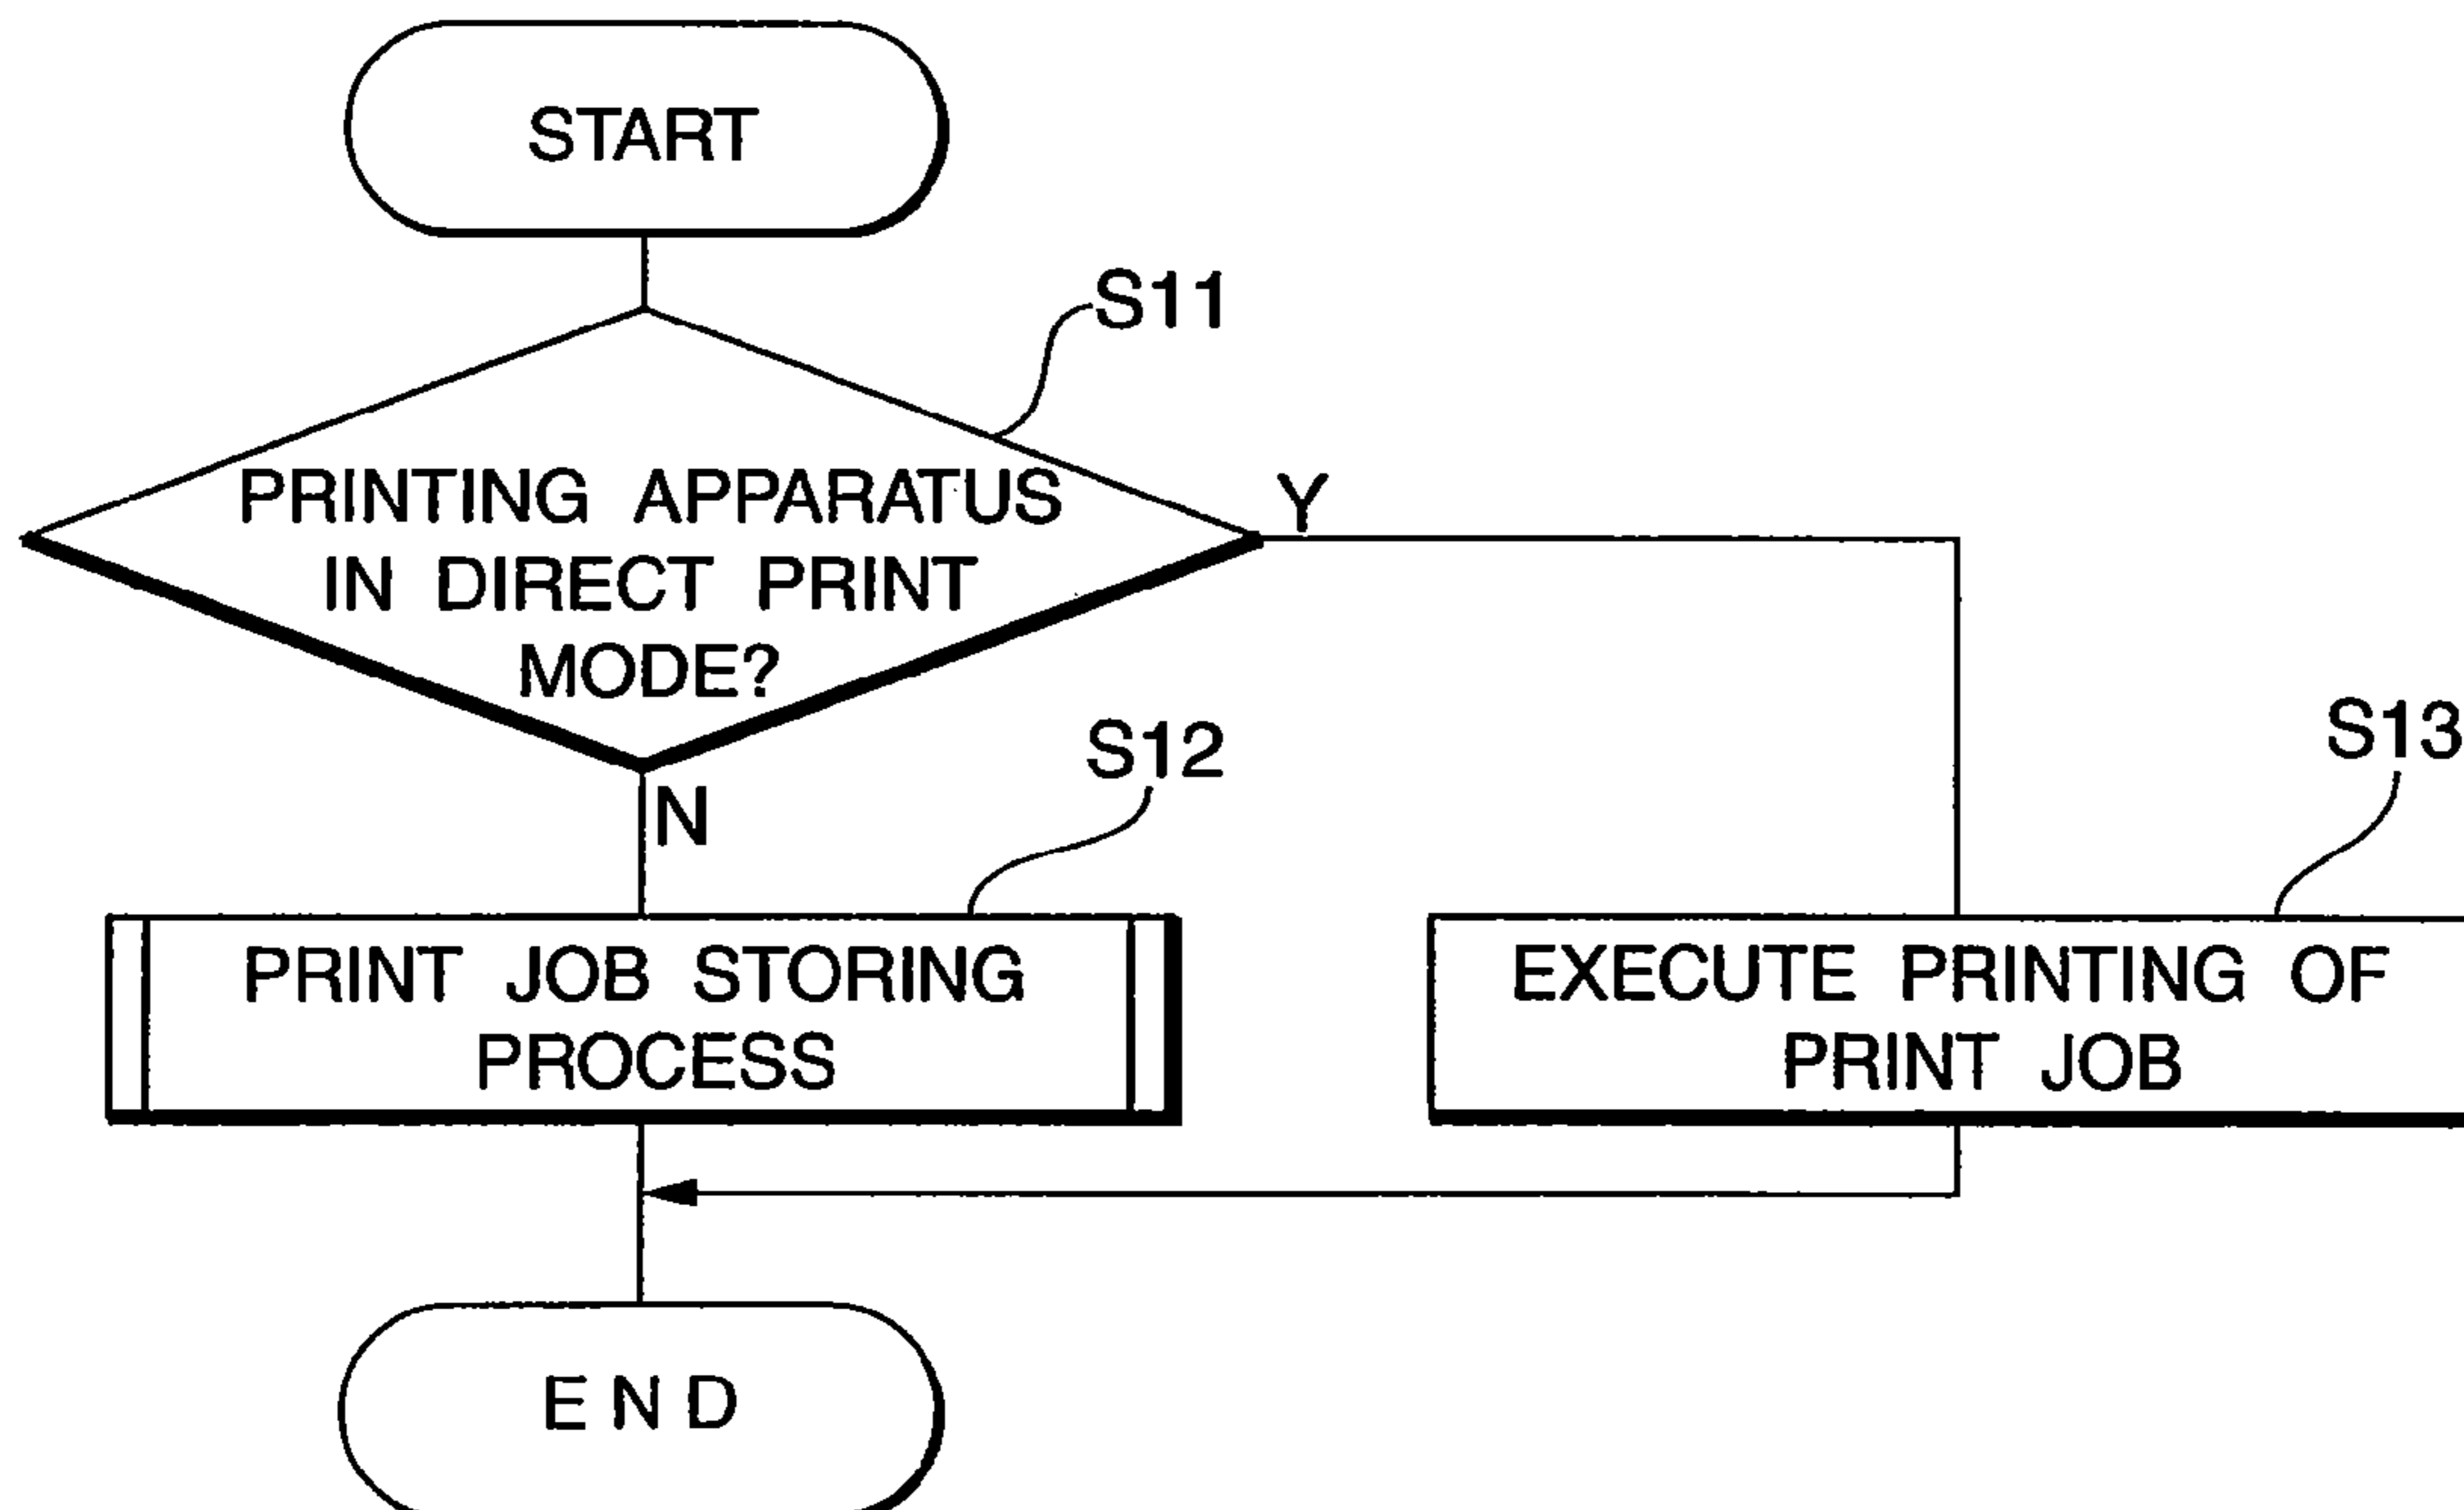 START
S11
PRINTING APPARATUS
IN DIRECT PRINT
MODE?
Y
N
S12
S13
PRINT JOB STORING
PROCESS
EXECUTE PRINTING OF
PRINT JOB
END